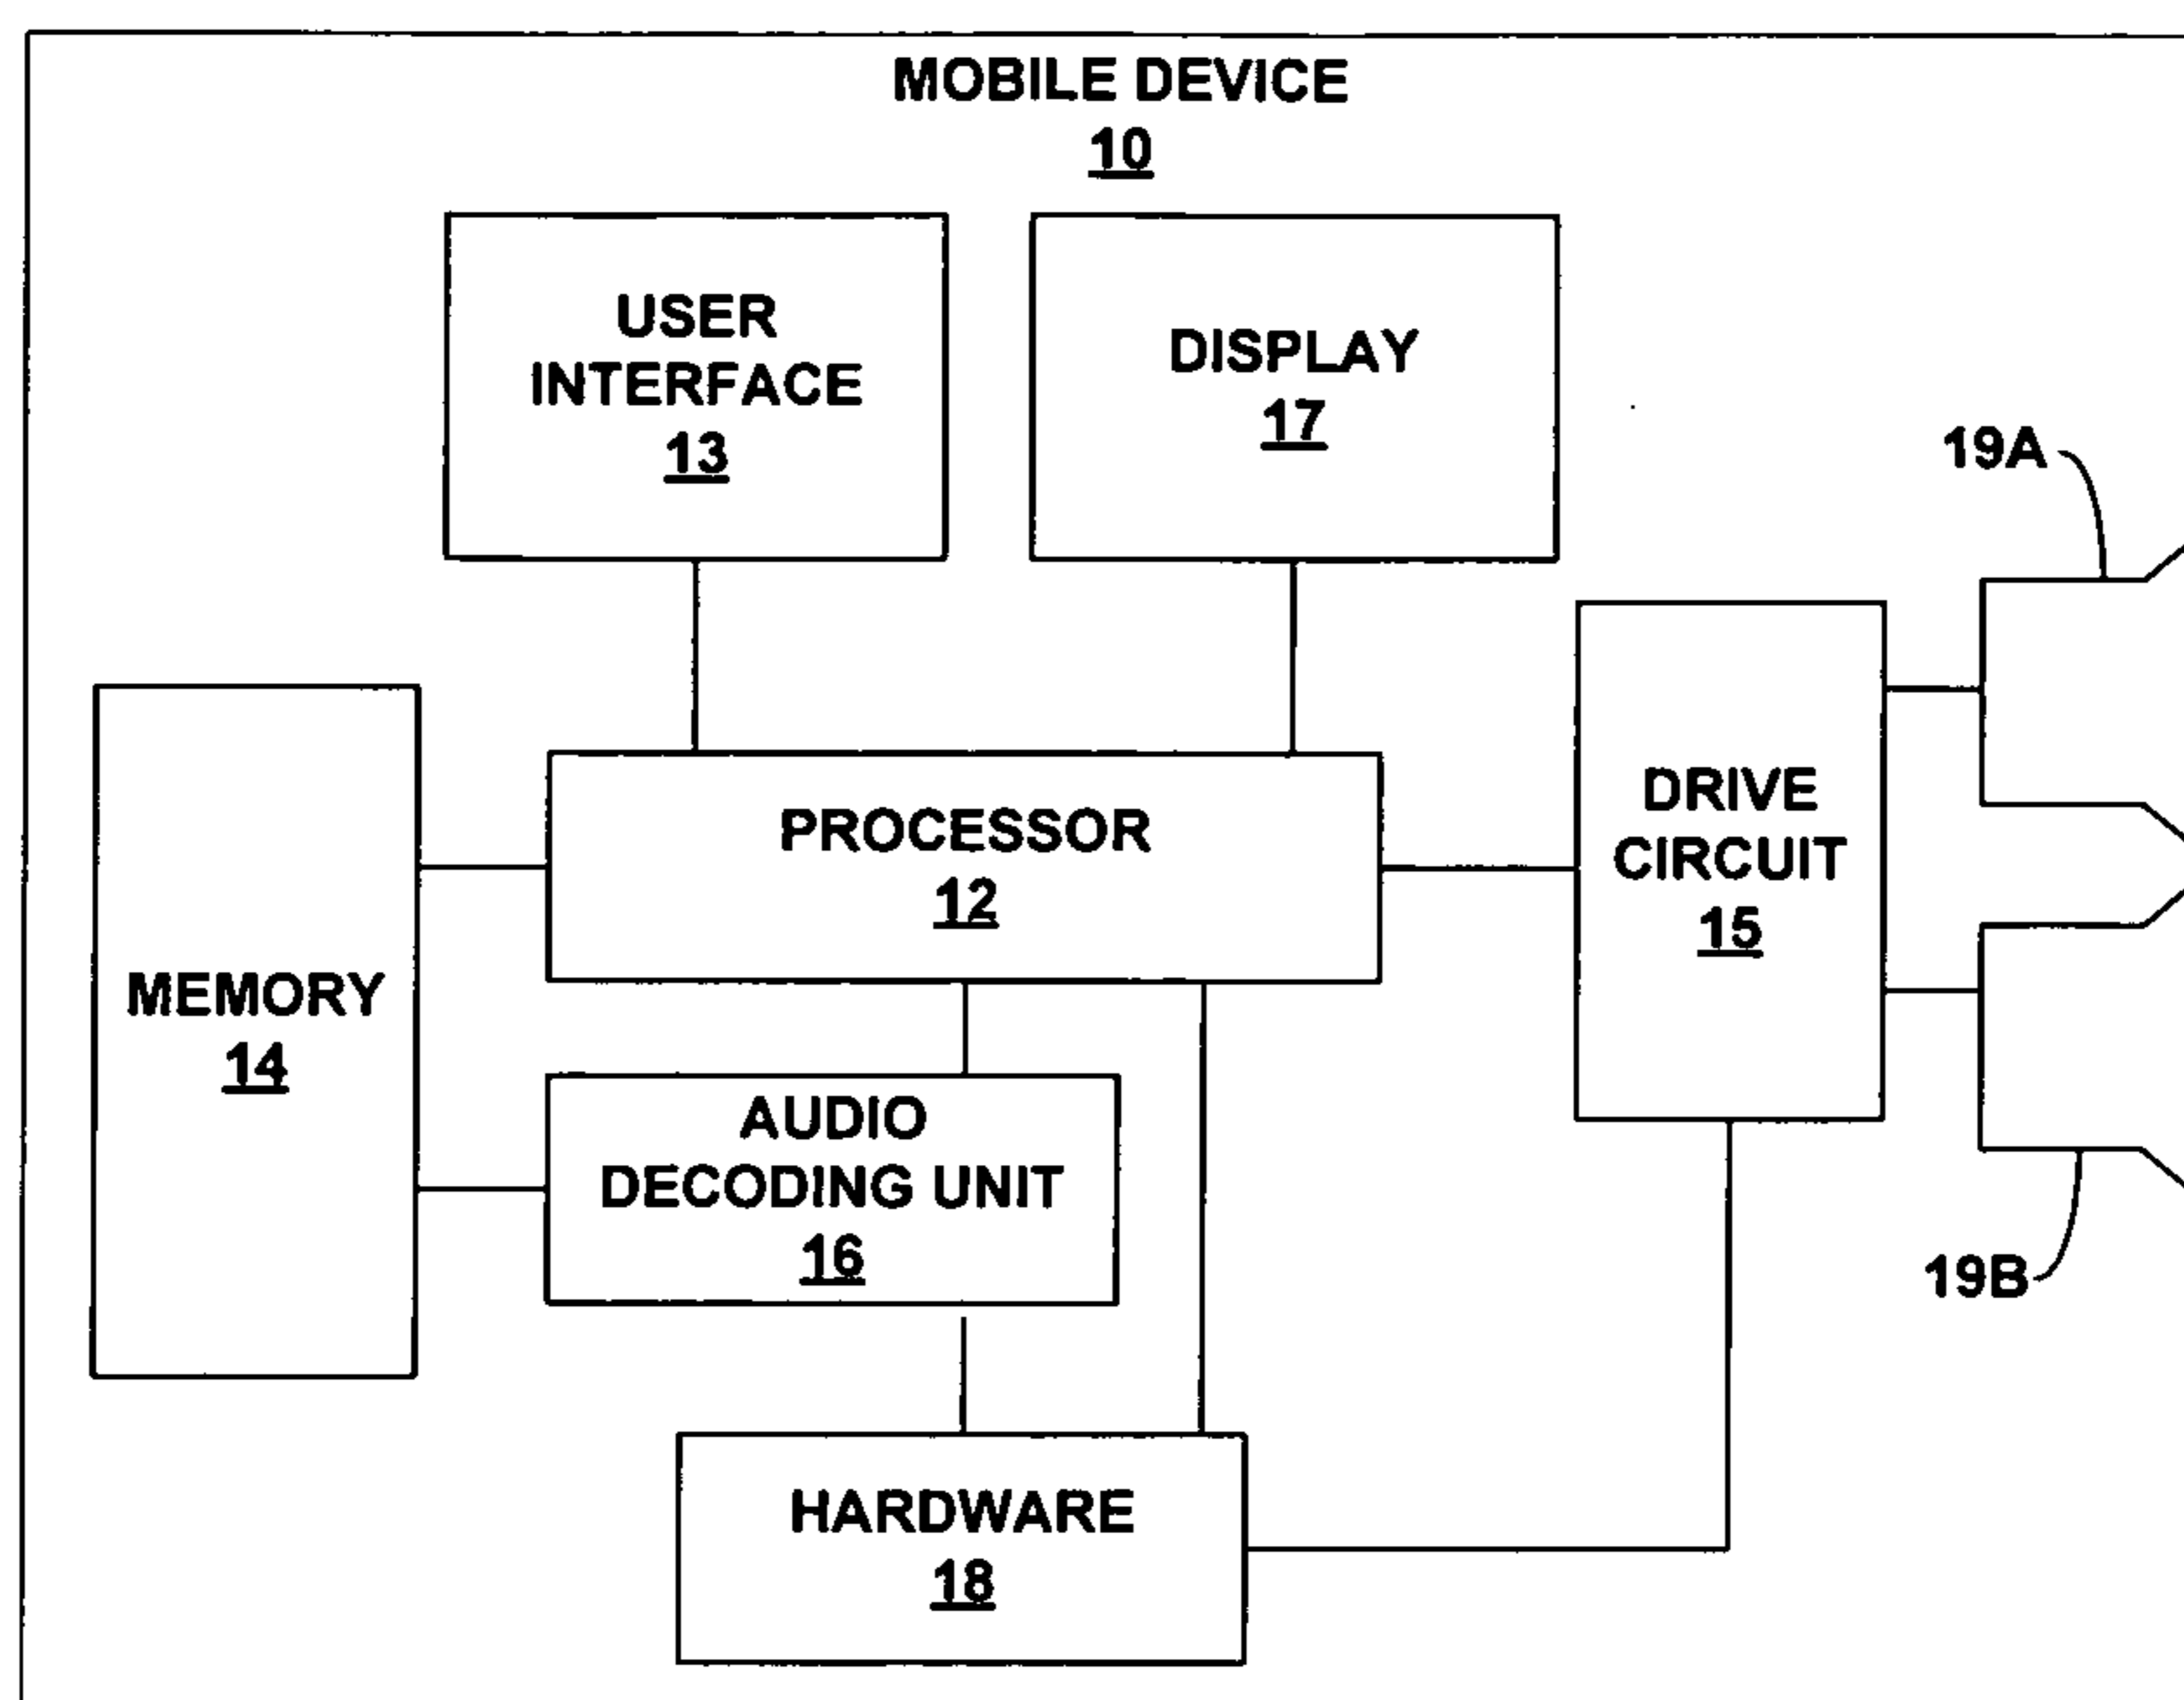 MOBILE DEVICE
10
USER
INTERFACE
13
DISPLAY
17
19A
DRIVE
CIRCUIT
15
PROCESSOR
12
MEMORY
14
AUDIO
DECODING UNIT
16
19B
HARDWARE
18